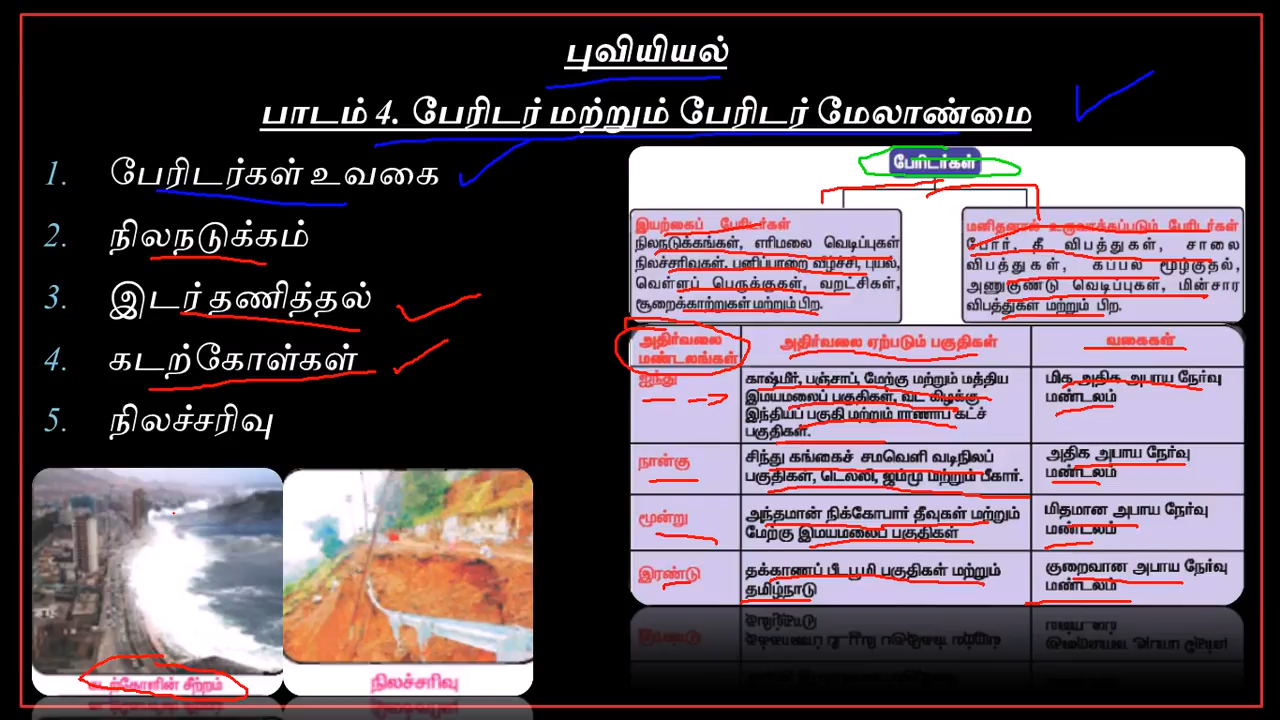 புவியியல்
பாடம் 4. பேரிடர் மற்றும் பேரிடர் மேலாண்மை
1. பேரிடர்கள் உவகை
2. நிலநடுக்கம்
3. இடர் தணித்தல்
4. கடற்கோள்கள்
5. நிலச்சரிவு
பேரிடர்கள்
இயற்கைப் பேரிடர்கள்
நிலநடுக்கங்கள், எரிமலை வெடிப்புகள்
நிலச்சரிவுகள். பனிப்பாறை வீழ்ச்சி, புயல்,
வெள்ளப் பெருக்குகள், வறட்சிகள்,
சூறைக்காற்றுகள் மற்றும் பிற.
மனிதனால் உருவாக்கப்படும் பேரிடர்கள்
போர், தீ விபத்துகள், சாலை
விபத்துகள், கப்பல் மூழ்குதல்,
அணுகுண்டு வெடிப்புகள், மின்சார
விபத்துகள் மற்றும் பிற.
அதிர்வலை மண்டலங்கள்
அதிர்வலை ஏற்படும் பகுதிகள்
வகைகள்
ஐந்து
காஷ்மீர், பஞ்சாப், மேற்கு மற்றும் மத்திய
இமயமலைப் பகுதிகள், வட கிழக்கு
இந்தியப் பகுதி மற்றும் ராணாப் கட்ச்
பகுதிகள்.
மிக அதிக அபாய நேர்வு
மண்டலம்
நான்கு
சிந்து கங்கைச் சமவெளி வடிநிலப்
பகுதிகள், டெல்லி, ஜம்மு மற்றும் பீகார்.
அதிக அபாய நேர்வு
மண்டலம்
மூன்று
அந்தமான் நிக்கோபார் தீவுகள் மற்றும்
மேற்கு இமயமலைப் பகுதிகள்
மிதமான அபாய நேர்வு
மண்டலம்
இரண்டு
தக்காணப் பீடபூமி பகுதிகள் மற்றும்
தமிழ்நாடு
குறைவான அபாய நேர்வு
மண்டலம்
கடற்கோளின் சீற்றம்
நிலச்சரிவு